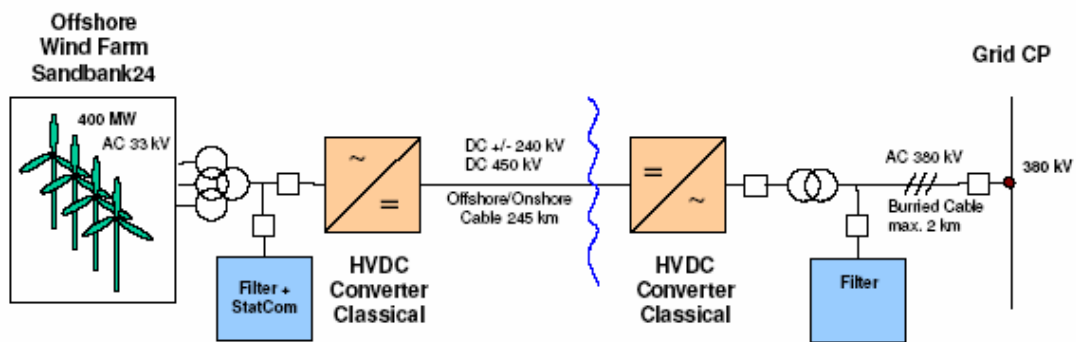 Offshore
Wind Farm
Sandbank24
400 MW
AC 33 kV
~
=
DC +/- 240 kV
DC 450 kV
Offshore/Onshore
Cable 245 km
=
~
AC 380 kV
Burried Cable
max. 2 km
Grid CP
380 kV
Filter +
StatCom
HVDC
Converter
Classical
HVDC
Converter
Classical
Filter